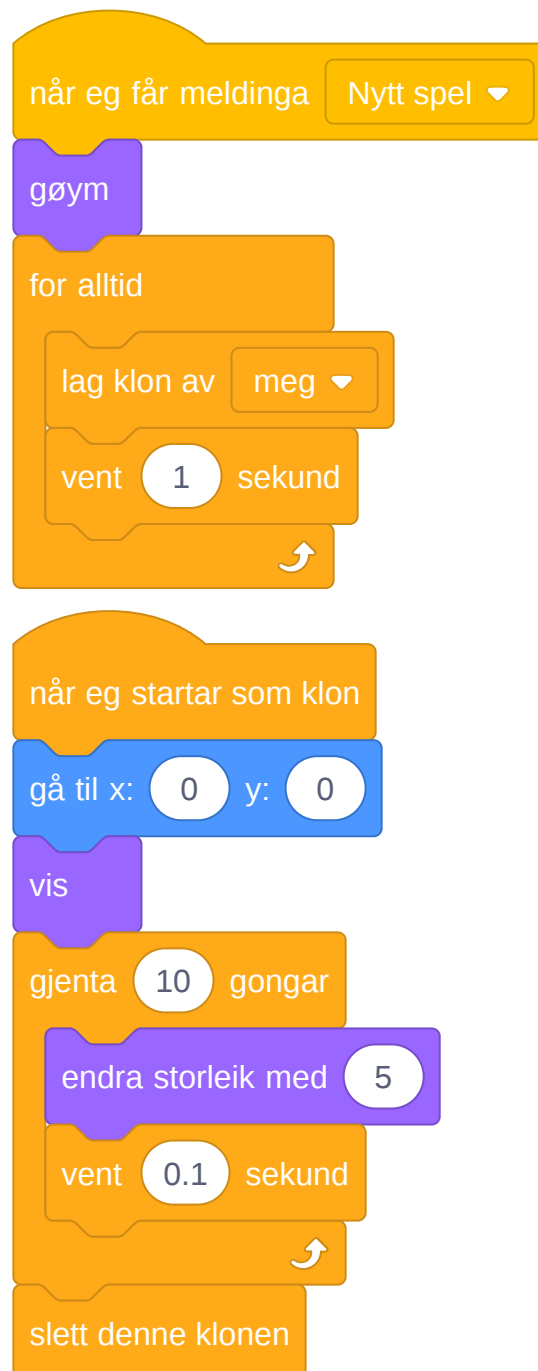 når eg får meldinga Nytt spel
gøym
for alltid
lag klon av meg
vent 1 sekund
når eg startar som klon
gå til x: 0 y: 0
vis
gjenta 10 gongar
endra storleik med 5
vent 0.1 sekund
slett denne klonen